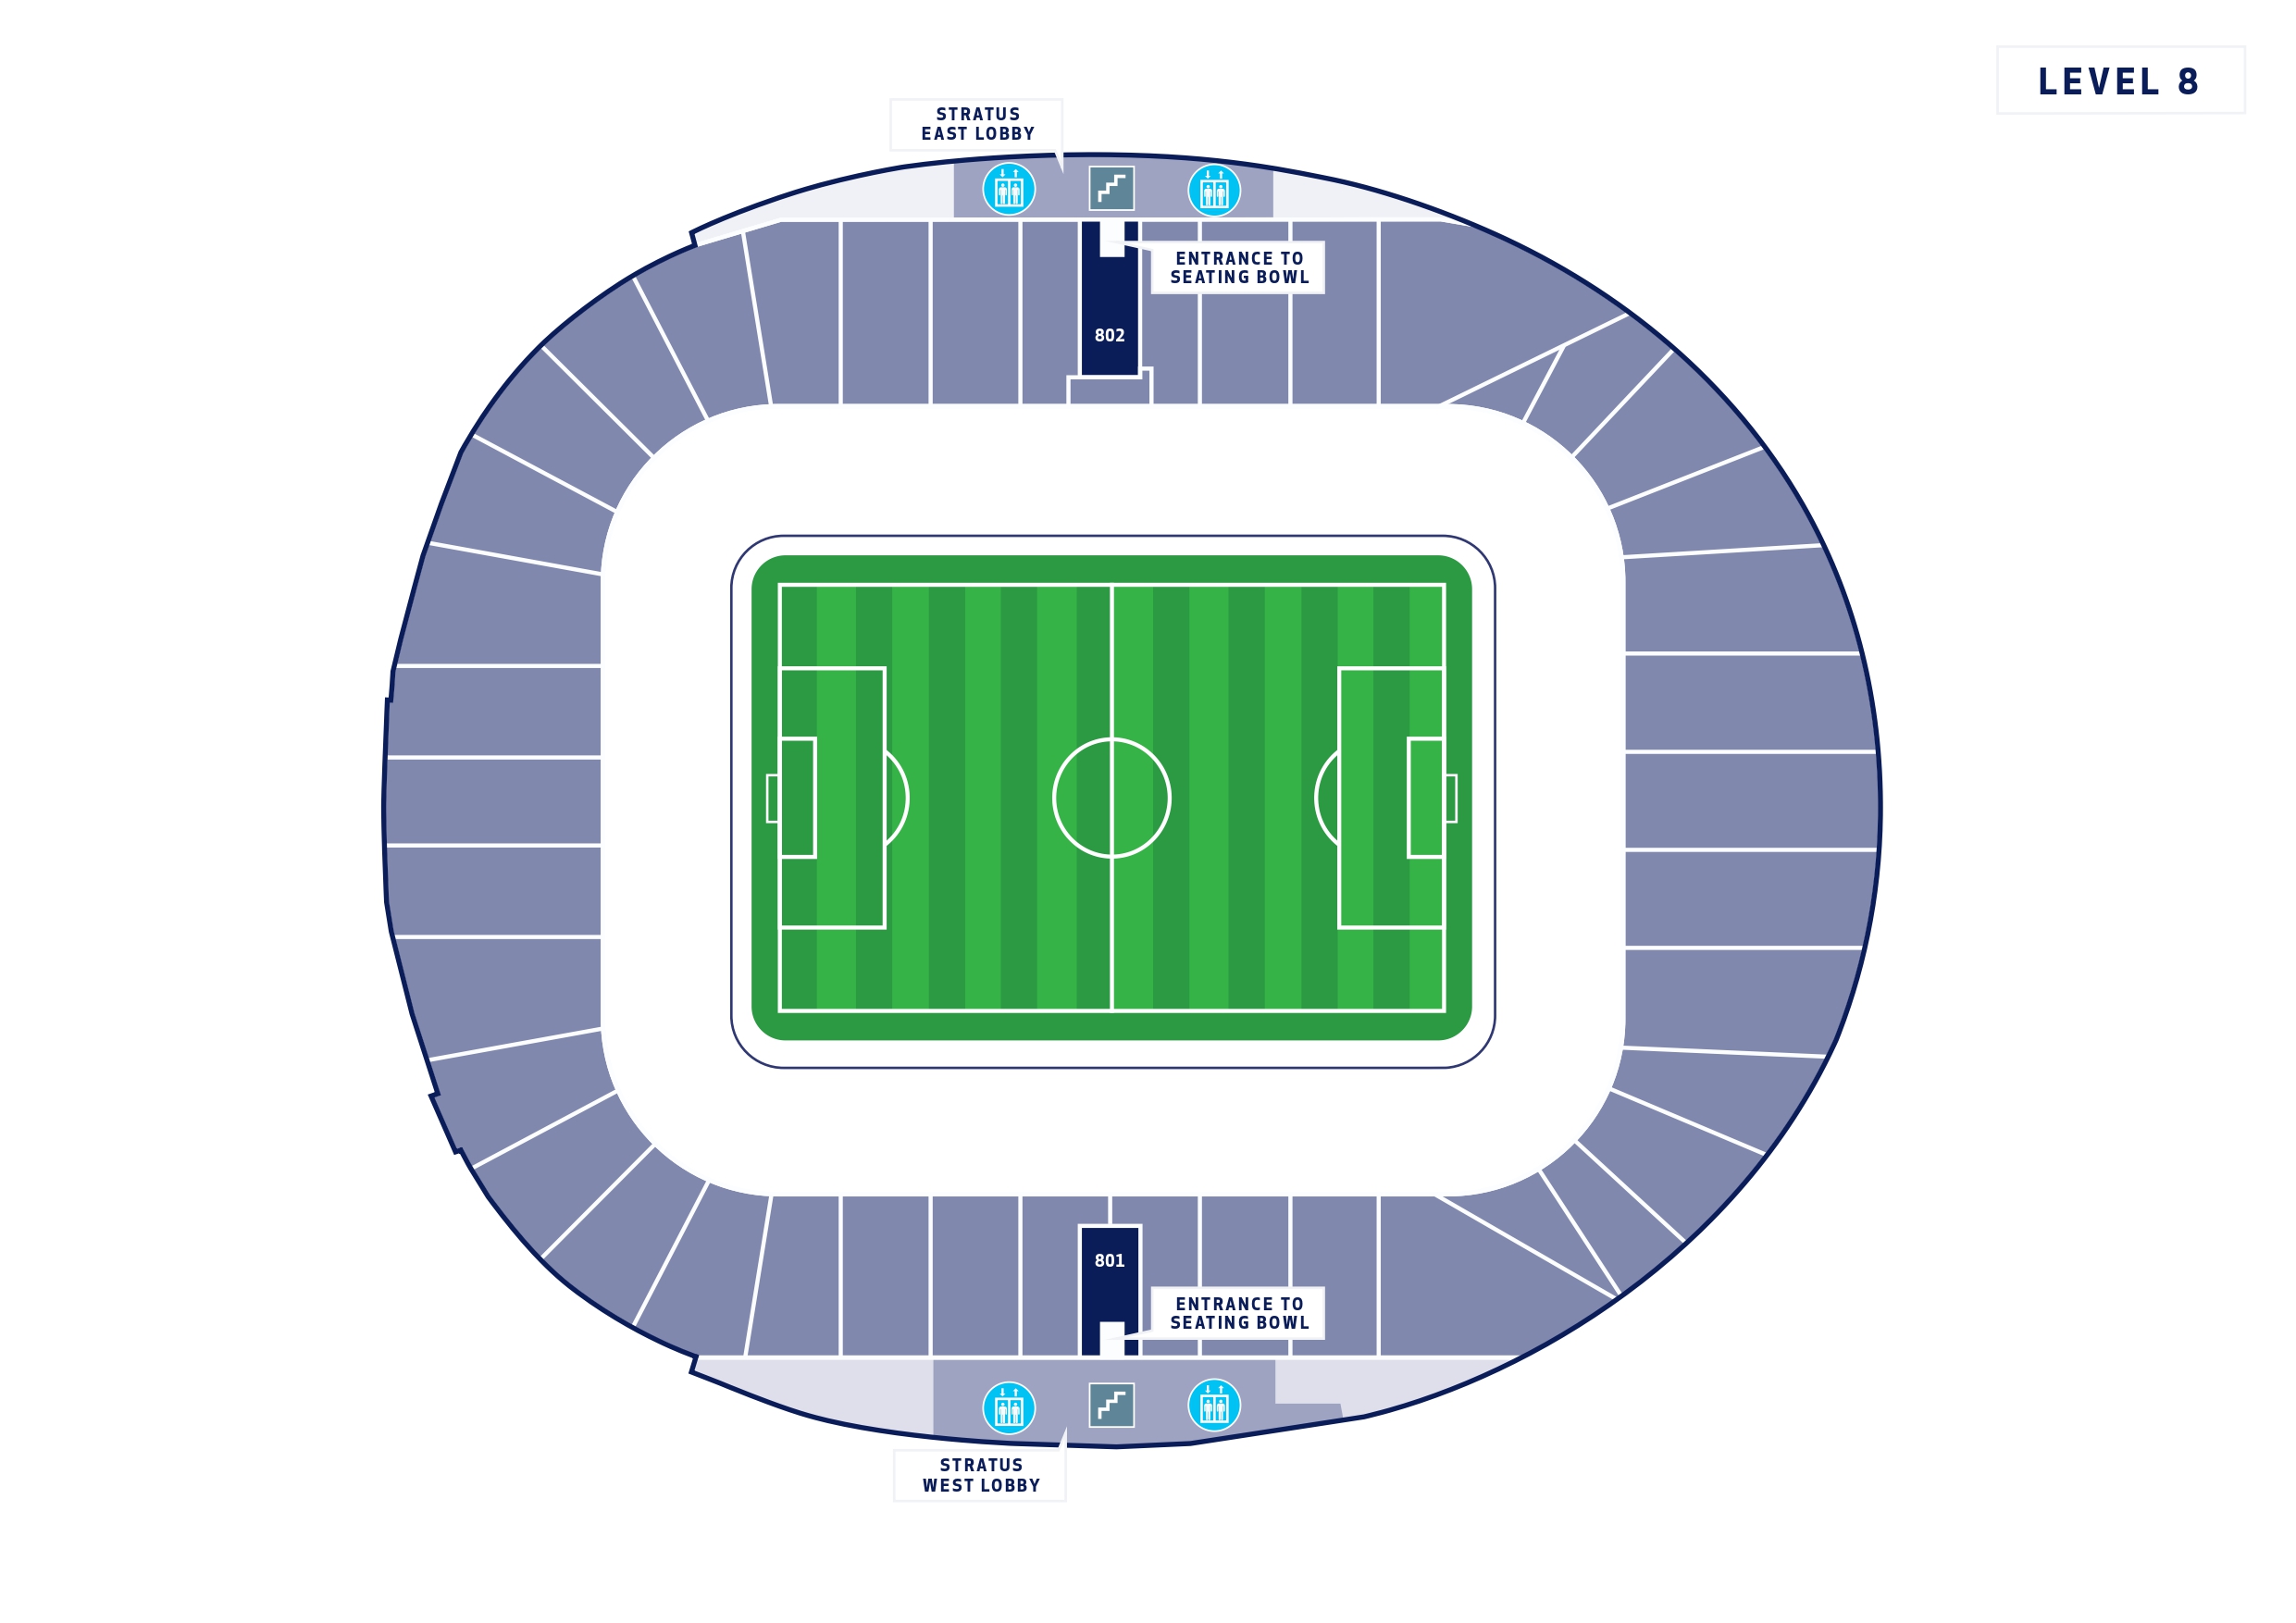 LEVEL 8
STRATUS
EAST LOBBY
ENTRANCE TO
SEATING BOWL
802
801
ENTRANCE TO
SEATING BOWL
STRATUS
WEST LOBBY